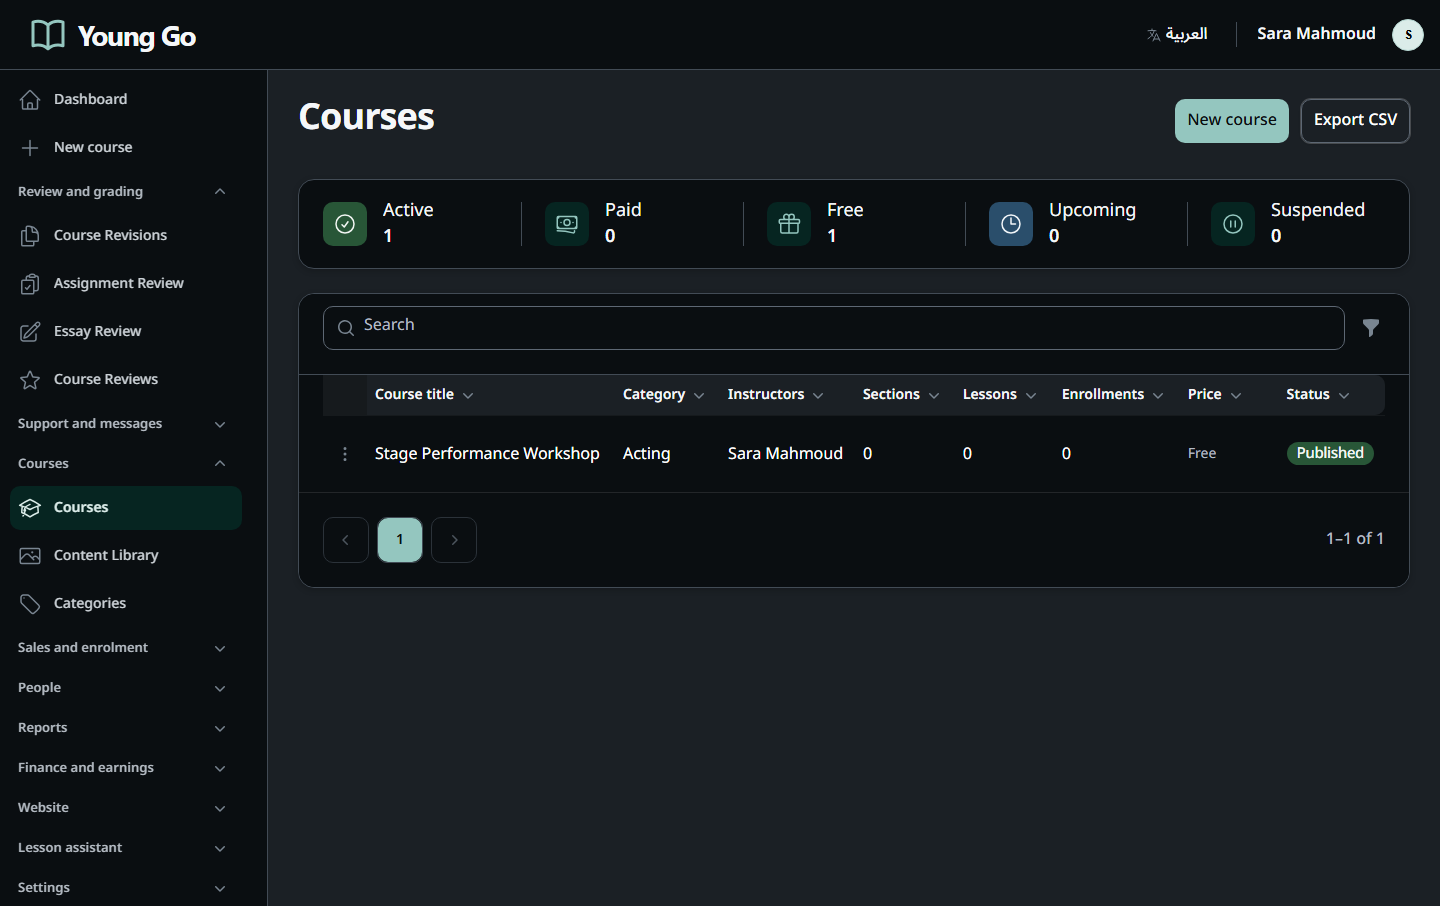 Young Go
العربية
Sara Mahmoud
S
Dashboard
New course
Review and grading
Course Revisions
Assignment Review
Essay Review
Course Reviews
Support and messages
Courses
Courses
Content Library
Categories
Sales and enrolment
People
Reports
Finance and earnings
Website
Lesson assistant
Settings
Courses
New course
Export CSV
Active
1
Paid
0
Free
1
Upcoming
0
Suspended
0
Search
Course title Category Instructors Sections Lessons Enrollments Price Status
Stage Performance Workshop Acting Sara Mahmoud 0 0 0 Free Published
1
1–1 of 1